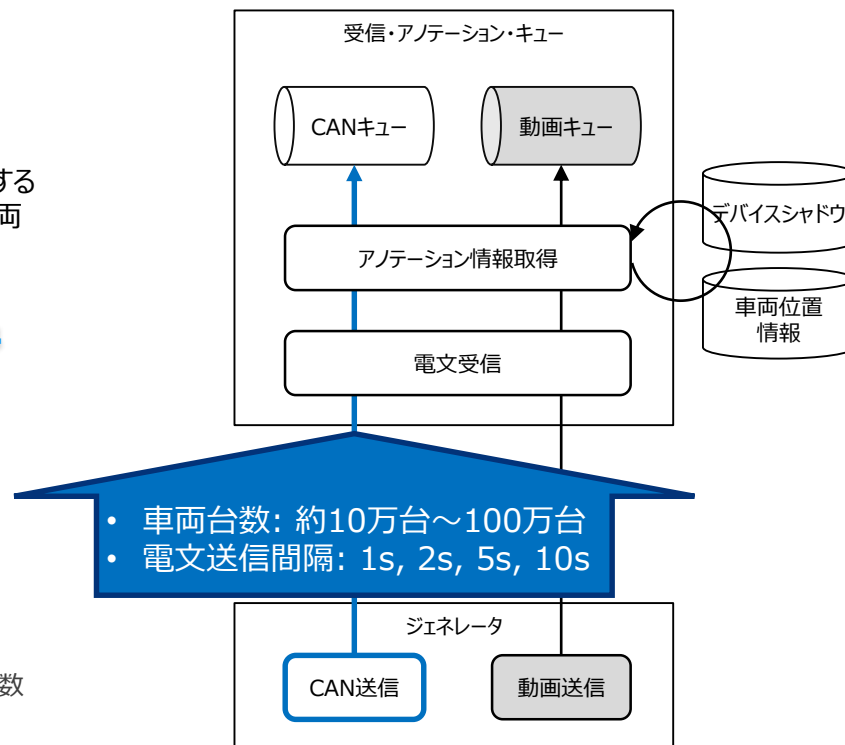 受信・アノテーション・キュー
CANキュー
動画キュー
する
両
デバイスシャドウ
アノテーション情報取得
車両位置
情報
電文受信
• 車両台数: 約10万台～100万台
• 電文送信間隔: 1s, 2s, 5s, 10s
ジェネレータ
CAN送信
動画送信
数